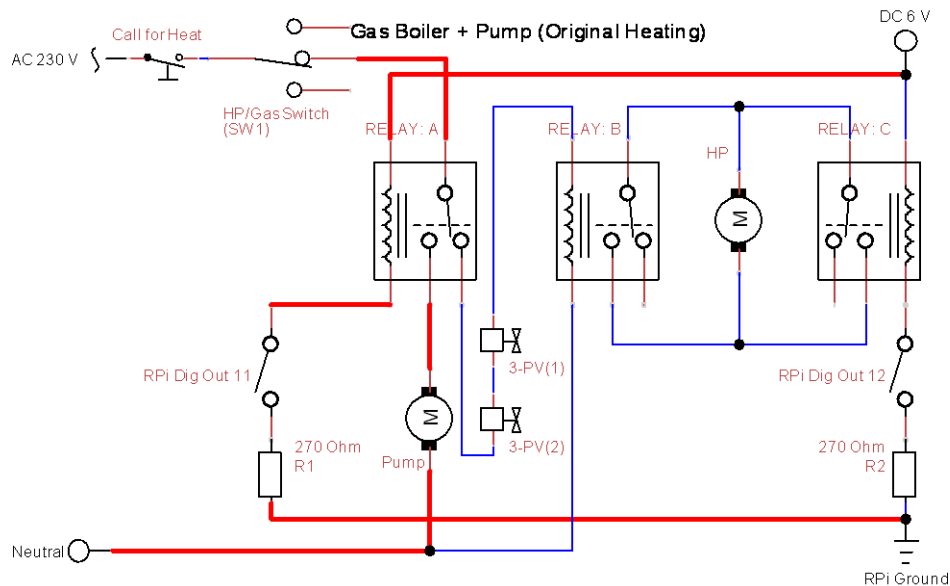 DC 6 V
Call for Heat
Gas Boiler + Pump (Original Heating)
AC 230 V
HP/Gas Switch
(SW1)
RELAY: A
RELAY: B
RELAY: C
HP
M
3-PV(1)
RPi Dig Out 11
RPi Dig Out 12
M
3-PV(2)
270 Ohm
R1
Pump
270 Ohm
R2
Neutral
RPi Ground